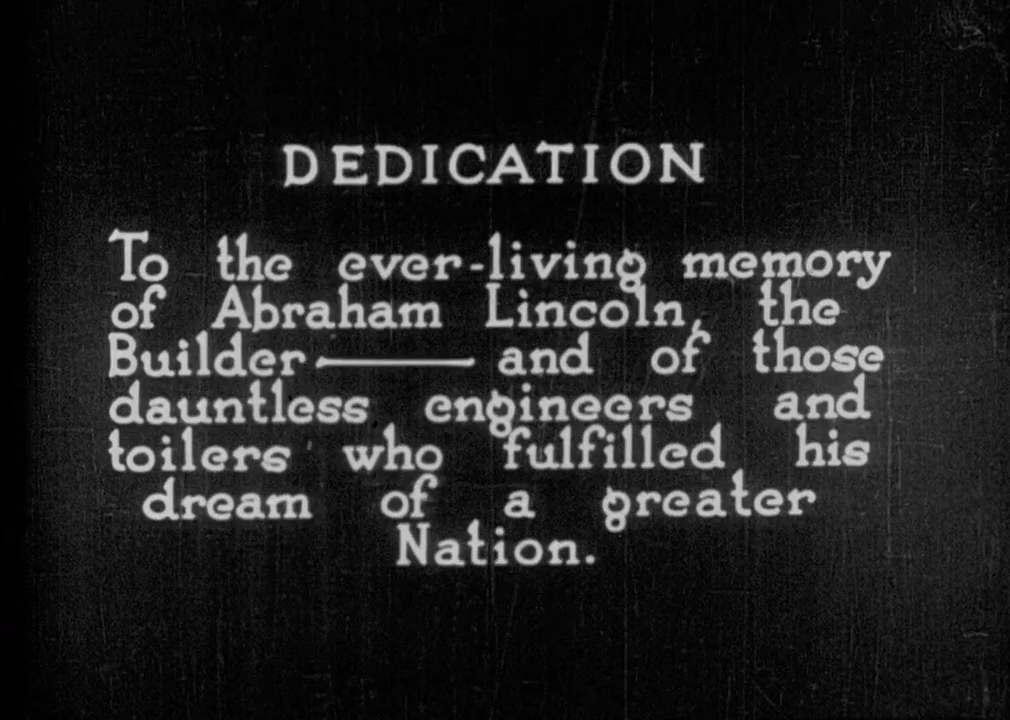 DEDICATION
To the ever-living memory
of Abraham Lincoln, the
Builder—— and of those
dauntless engineers and
toilers who fulfilled his
dream of a greater
Nation.